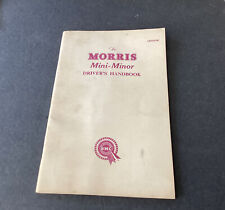 The
MORRIS
Mini-Minor
DRIVER'S HANDBOOK
BMC